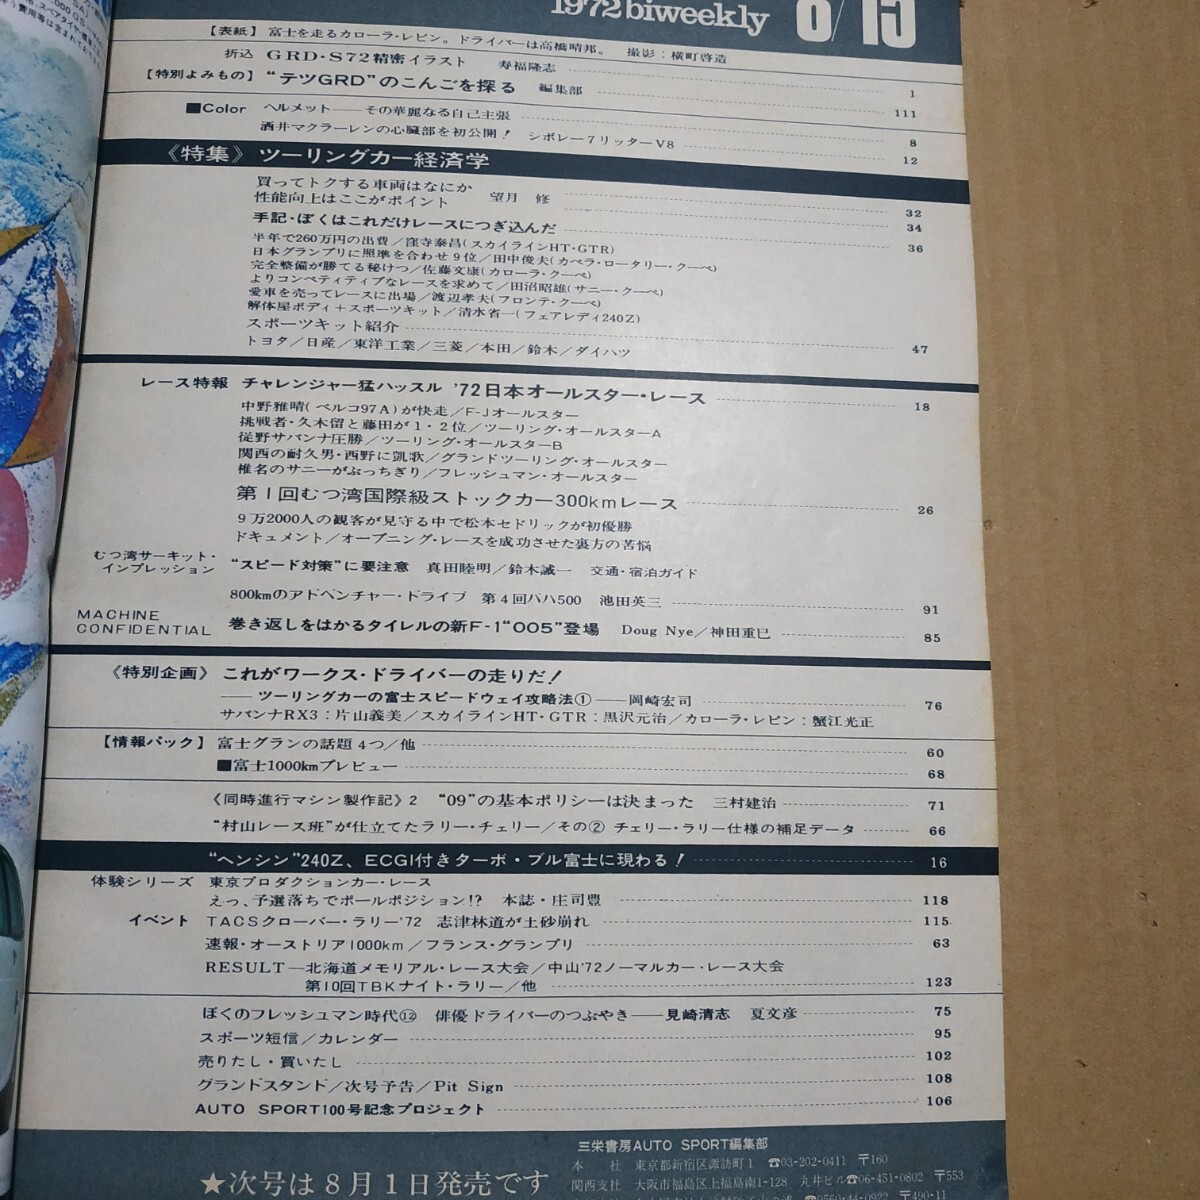 1972 biweekly 8/15
【表紙】 富士を走るカローラ・レビン。ドライバーは高橋晴邦。 撮影：横町啓造
折込 GRD・S72精密イラスト 寿福隆志 1
【特別よみもの】 “テツGRD”のこんごを探る 編集部 111
■Color ヘルメット——その華麗なる自己主張 8
酒井マクラーレンの心臓部を初公開！ シボレー7リッターV8 12
《特集》 ツーリングカー経済学
買ってトクする車両はなにか 32
性能向上はここがポイント 望月 修 34
手記・ぼくはこれだけレースにつぎ込んだ 36
半年で260万円の出費／窪寺泰昌（スカイラインHT・GTR）
日本グランプリに照準を合わせ9位／田中俊夫（カペラ・ロータリー・クーペ）
完全整備が勝てる秘けつ／佐藤文康（カローラ・クーペ）
よりコンペティティブなレースを求めて／田沼昭雄（サニー・クーペ）
愛車を売ってレースに出場／渡辺孝夫（フロンテ・クーペ）
解体屋ボディ＋スポーツキット／清水省一（フェアレディ240Z）
スポーツキット紹介 47
トヨタ／日産／東洋工業／三菱／本田／鈴木／ダイハツ
レース特報 チャレンジャー猛ハッスル ’72日本オールスター・レース 18
中野雅晴（ベルコ97A）が快走／F-Jオールスター
挑戦者・久木留と藤田が1・2位／ツーリング・オールスターA
従野サバンナ圧勝／ツーリング・オールスターB
関西の耐久男・西野に凱歌／グランドツーリング・オールスター
椎名のサニーがぶっちぎり／フレッシュマン・オールスター
第1回むつ湾国際級ストックカー300kmレース 26
9万2000人の観客が見守る中で松本セドリックが初優勝
ドキュメント／オープニング・レースを成功させた裏方の苦悩
むつ湾サーキット・インプレッション “スピード対策”に要注意 真田睦明／鈴木誠一 交通・宿泊ガイド
800kmのアドベンチャー・ドライブ 第4回バハ500 池田英三 91
MACHINE CONFIDENTIAL 巻き返しをはかるタイレルの新F-1“005”登場 Doug Nye／神田重巳 85
《特別企画》 これがワークス・ドライバーの走りだ！
——ツーリングカーの富士スピードウェイ攻略法①——岡崎宏司 76
サバンナRX3：片山義美／スカイラインHT・GTR：黒沢元治／カローラ・レビン：蟹江光正
【情報パック】 富士グランの話題4つ／他 60
■富士1000kmプレビュー 68
《同時進行マシン製作記》2 “09”の基本ポリシーは決まった 三村建治 71
“村山レース班”が仕立てたラリー・チェリー／その② チェリー・ラリー仕様の補足データ 66
“ヘンシン”240Z、ECGI付きターボ・ブル富士に現わる！ 16
体験シリーズ 東京プロダクションカー・レース
えっ、予選落ちでポールポジション!? 本誌・庄司豊 118
イベント TACSクローバー・ラリー’72 志津林道が土砂崩れ 115
速報・オーストリア1000km／フランス・グランプリ 63
RESULT—北海道メモリアル・レース大会／中山’72ノーマルカー・レース大会
第10回TBKナイト・ラリー／他 123
ぼくのフレッシュマン時代⑫ 俳優ドライバーのつぶやき——見崎清志 夏文彦 75
スポーツ短信／カレンダー 95
売りたし・買いたし 102
グランドスタンド／次号予告／Pit Sign 108
AUTO SPORT100号記念プロジェクト 106
三栄書房AUTO SPORT編集部
本 社 東京都新宿区諏訪町1 ☎03-202-0411 〒160
★次号は8月1日発売です
関西支社 大阪市福島区上福島南1-128 丸井ビル☎06-451-0802 〒553